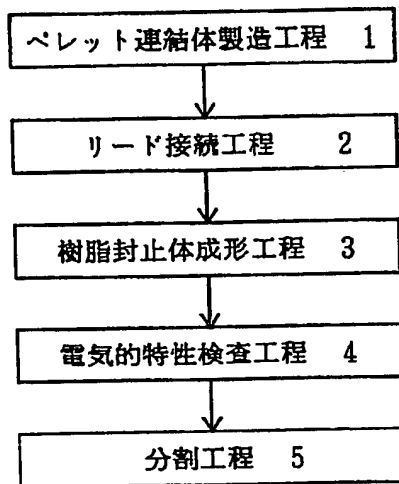 ペレット連結体製造工程 1
リード接続工程 2
樹脂封止体成形工程 3
電気的特性検査工程 4
分割工程 5